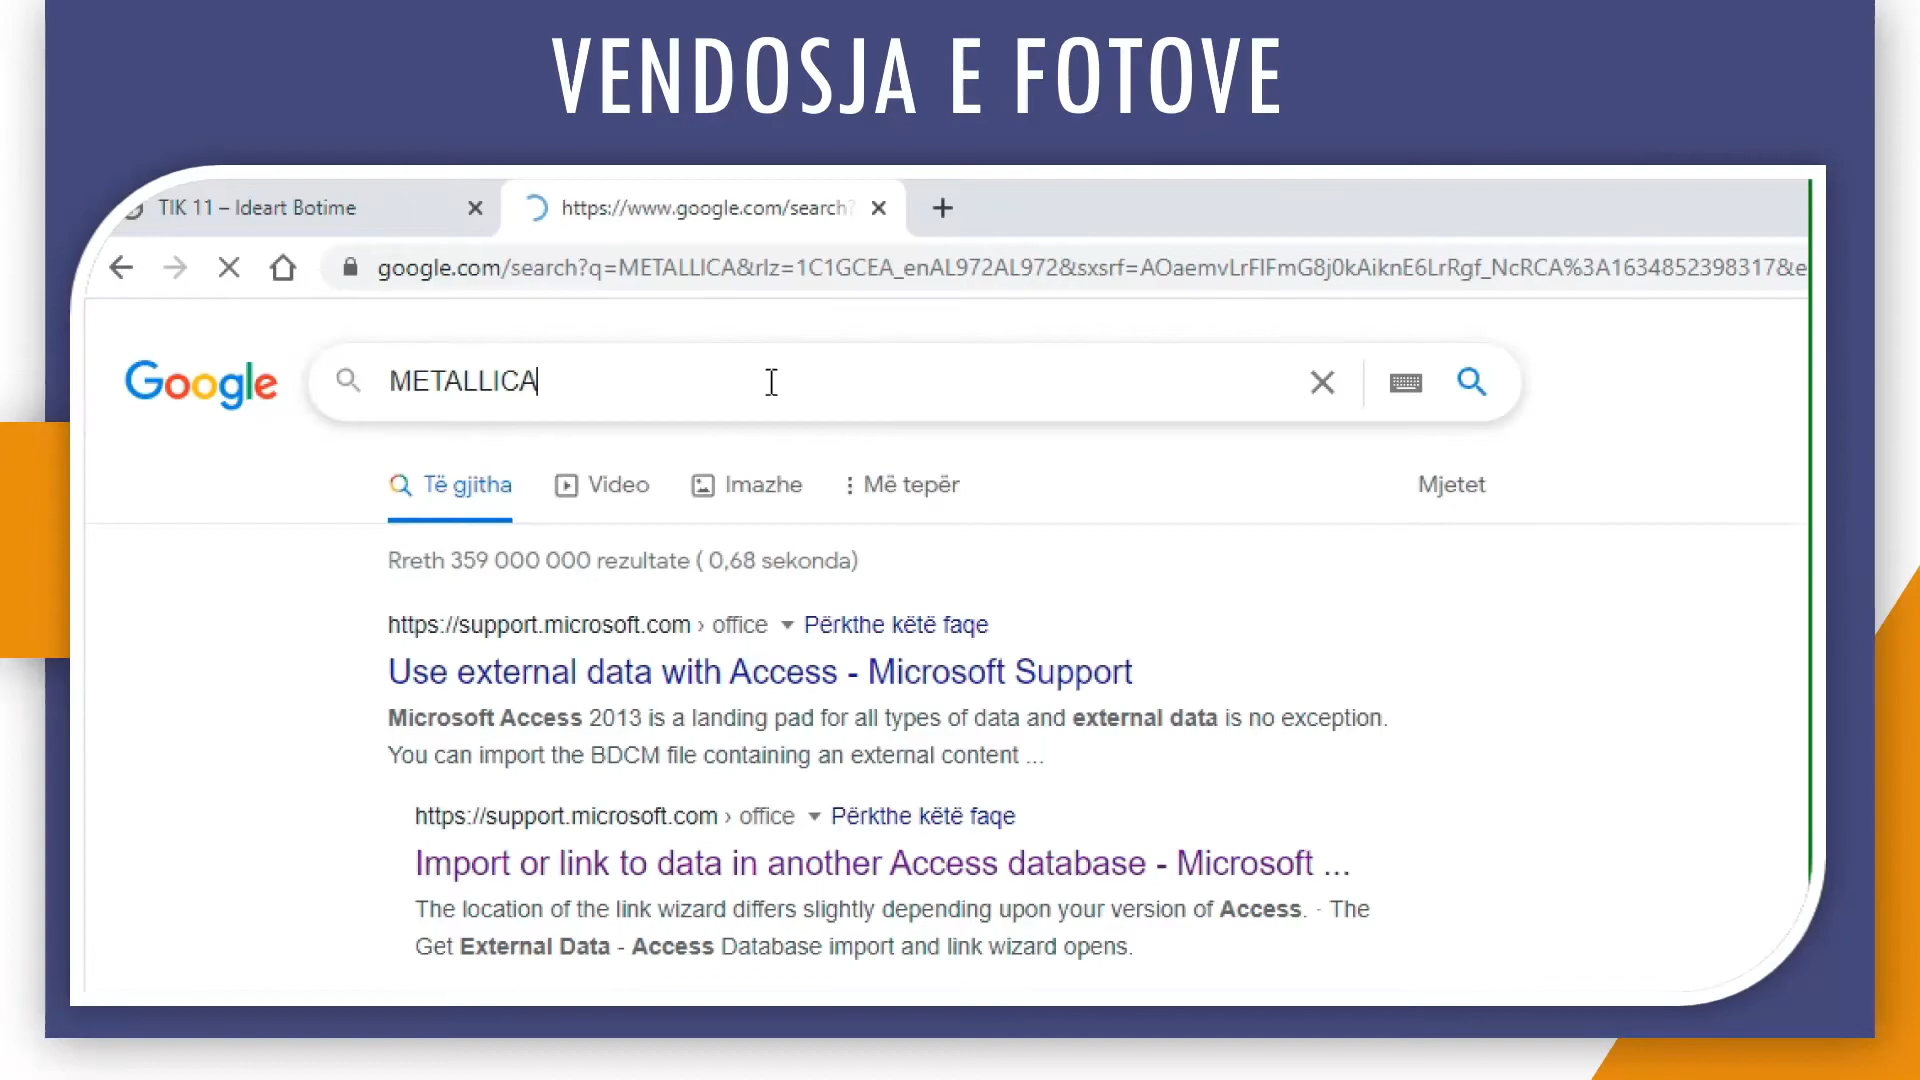 VENDOSJA E FOTOVE
TIK 11 – Ideart Botime
https://www.google.com/search?
google.com/search?q=METALLICA&rlz=1C1GCEA_enAL972AL972&sxsrf=AOaemvLrFlFmG8j0kAiknE6LrRgf_NcRCA%3A1634852398317&e
Google
METALLICA
Të gjitha Video Imazhe Më tepër Mjetet
Rreth 359 000 000 rezultate ( 0,68 sekonda)
https://support.microsoft.com › office Përkthe këtë faqe
Use external data with Access - Microsoft Support
Microsoft Access 2013 is a landing pad for all types of data and external data is no exception.
You can import the BDCM file containing an external content ...
https://support.microsoft.com › office Përkthe këtë faqe
Import or link to data in another Access database - Microsoft ...
The location of the link wizard differs slightly depending upon your version of Access. · The
Get External Data - Access Database import and link wizard opens.